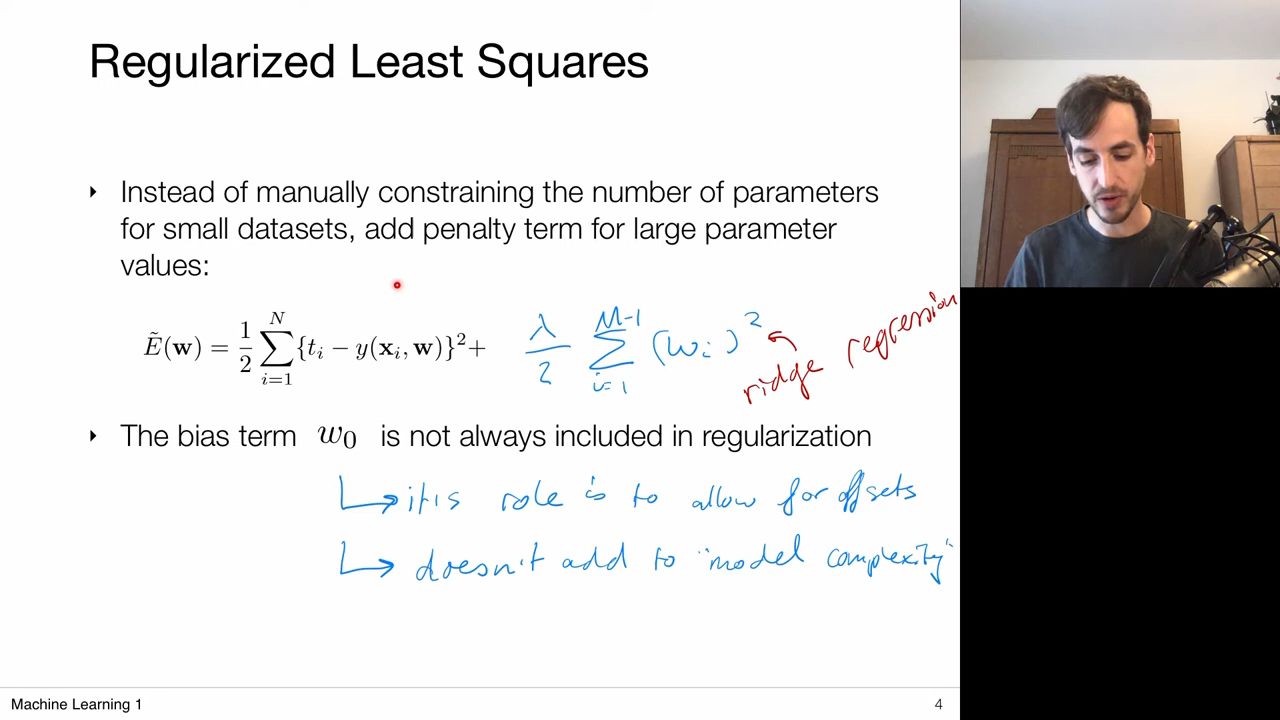 Regularized Least Squares
‣ Instead of manually constraining the number of parameters
for small datasets, add penalty term for large parameter
values:
Ẽ(w) = 1/2 ∑_{i=1}^{N} {t_i − y(x_i, w)}² + λ/2 ∑_{i=1}^{M-1} (w_i)²
ridge regression
‣ The bias term w₀ is not always included in regularization
↳ it's role is to allow for offsets
↳ doesn't add to "model complexity"
Machine Learning 1
4